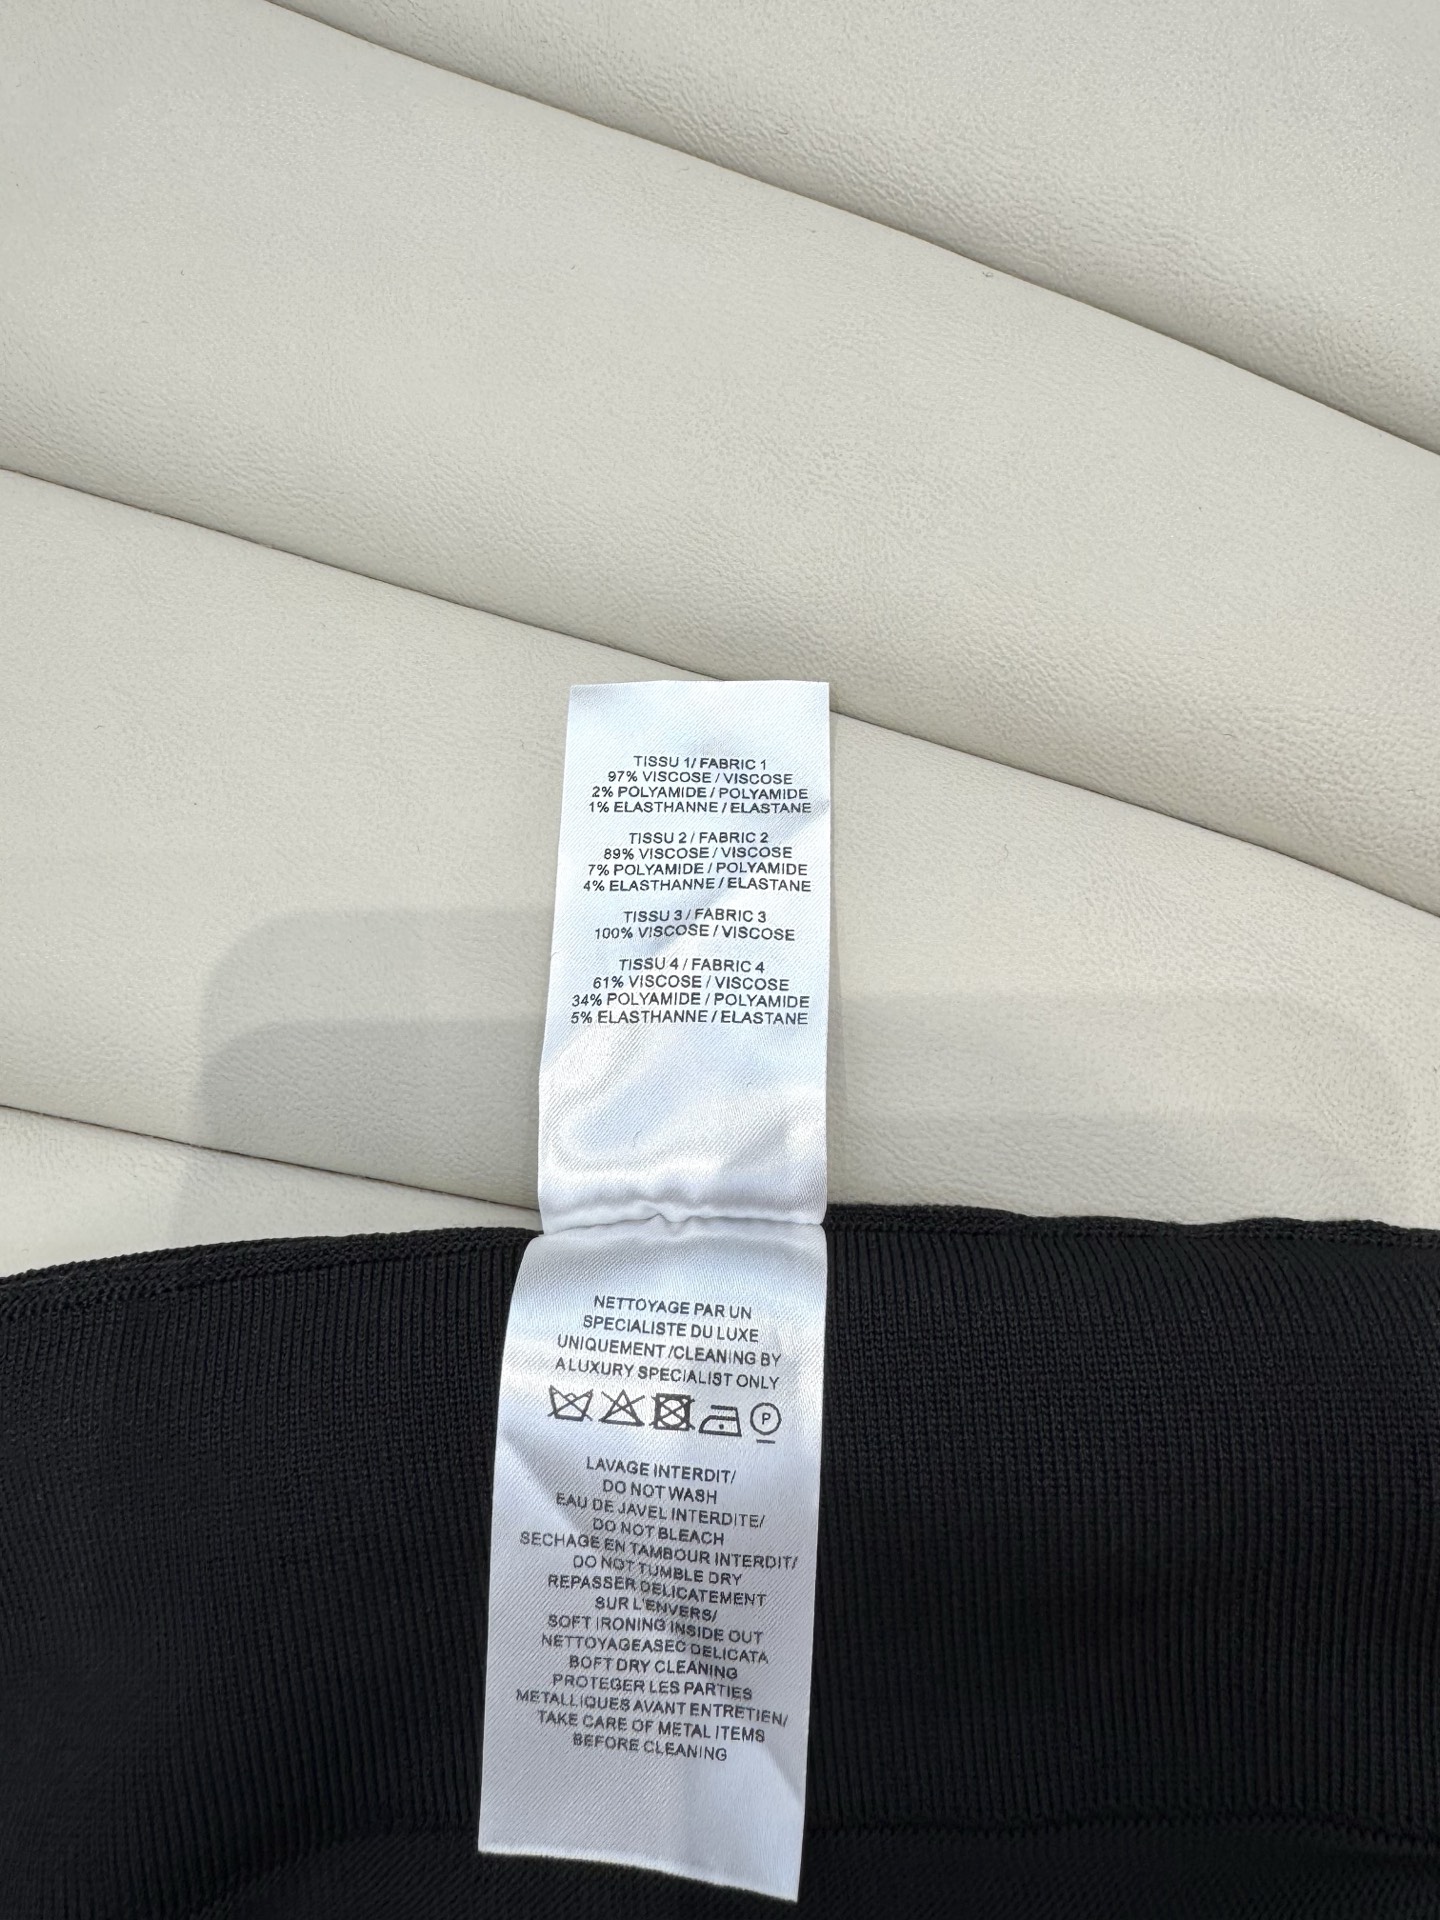 TISSU 1/ FABRIC 1
97% VISCOSE / VISCOSE
2% POLYAMIDE / POLYAMIDE
1% ELASTHANNE / ELASTANE
TISSU 2 / FABRIC 2
89% VISCOSE / VISCOSE
7% POLYAMIDE / POLYAMIDE
4% ELASTHANNE / ELASTANE
TISSU 3 / FABRIC 3
100% VISCOSE / VISCOSE
TISSU 4 / FABRIC 4
61% VISCOSE / VISCOSE
34% POLYAMIDE / POLYAMIDE
5% ELASTHANNE / ELASTANE
NETTOYAGE PAR UN
SPECIALISTE DU LUXE
UNIQUEMENT /CLEANING BY
A LUXURY SPECIALIST ONLY
P
LAVAGE INTERDIT/
DO NOT WASH
EAU DE JAVEL INTERDITE/
DO NOT BLEACH
SECHAGE EN TAMBOUR INTERDIT/
DO NOT TUMBLE DRY
REPASSER DELICATEMENT
SUR L'ENVERS/
SOFT IRONING INSIDE OUT
NETTOYAGEASEC DELICATA
BOFT DRY CLEANING
PROTEGER LES PARTIES
METALLIQUES AVANT ENTRETIEN/
TAKE CARE OF METAL ITEMS
BEFORE CLEANING